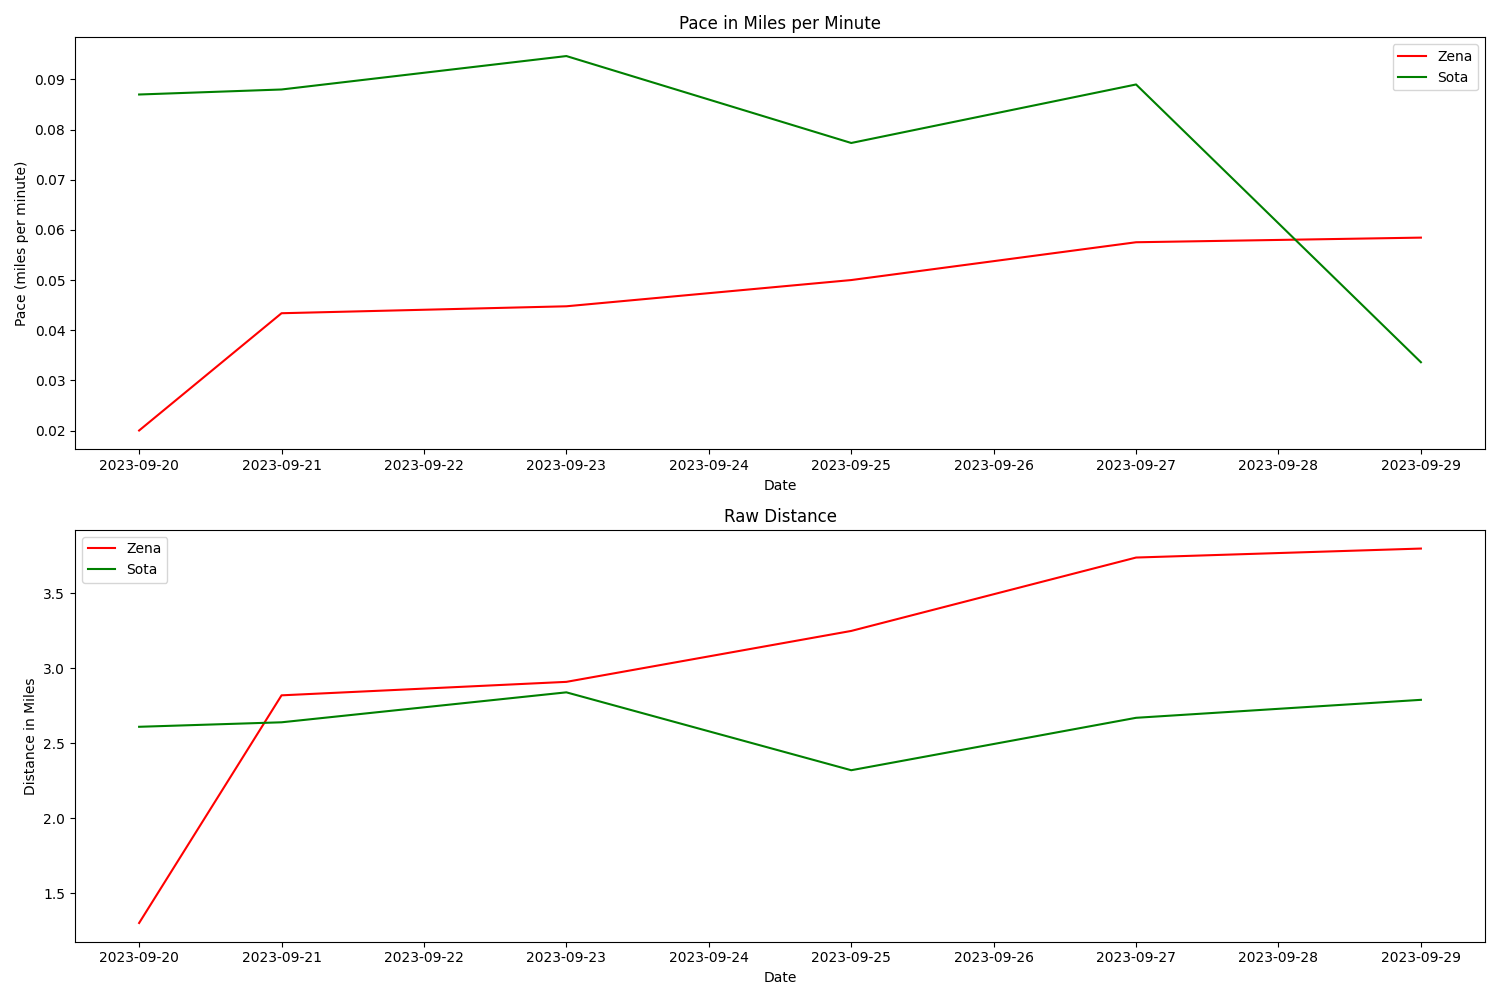 Pace in Miles per Minute
Zena
Sota
Pace (miles per minute)
0.09
0.08
0.07
0.06
0.05
0.04
0.03
0.02
2023-09-20 2023-09-21 2023-09-22 2023-09-23 2023-09-24 2023-09-25 2023-09-26 2023-09-27 2023-09-28 2023-09-29
Date
Raw Distance
Zena
Sota
Distance in Miles
3.5
3.0
2.5
2.0
1.5
2023-09-20 2023-09-21 2023-09-22 2023-09-23 2023-09-24 2023-09-25 2023-09-26 2023-09-27 2023-09-28 2023-09-29
Date